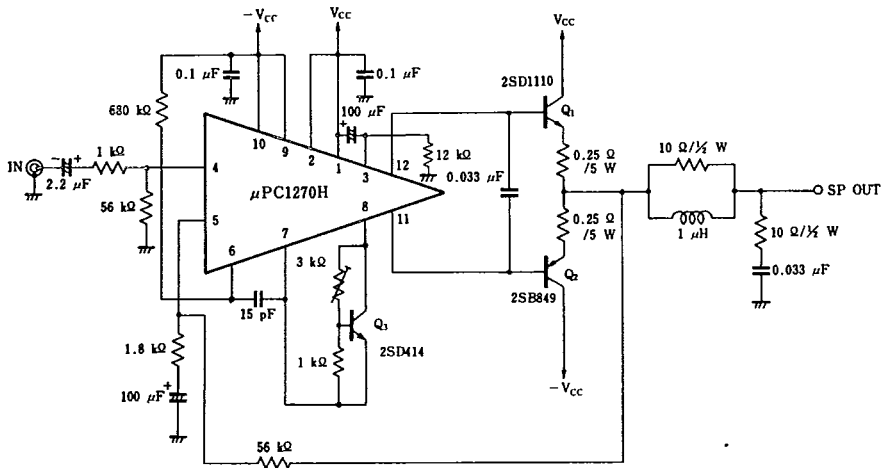 −VCC
VCC
VCC
0.1 μF
0.1 μF
2SD1110
680 kΩ
100 μF
+
Q1
10
9
2
1
3
12
12 kΩ
10 Ω/½ W
IN
− +
1 kΩ
4
0.25 Ω
/5 W
2.2 μF
μPC1270H
0.033 μF
SP OUT
56 kΩ
5
11
8
7
6
0.25 Ω
/5 W
1 μH
10 Ω/½ W
3 kΩ
Q2
0.033 μF
15 pF
2SB849
Q3
1.8 kΩ
1 kΩ
2SD414
−VCC
100 μF
+
56 kΩ